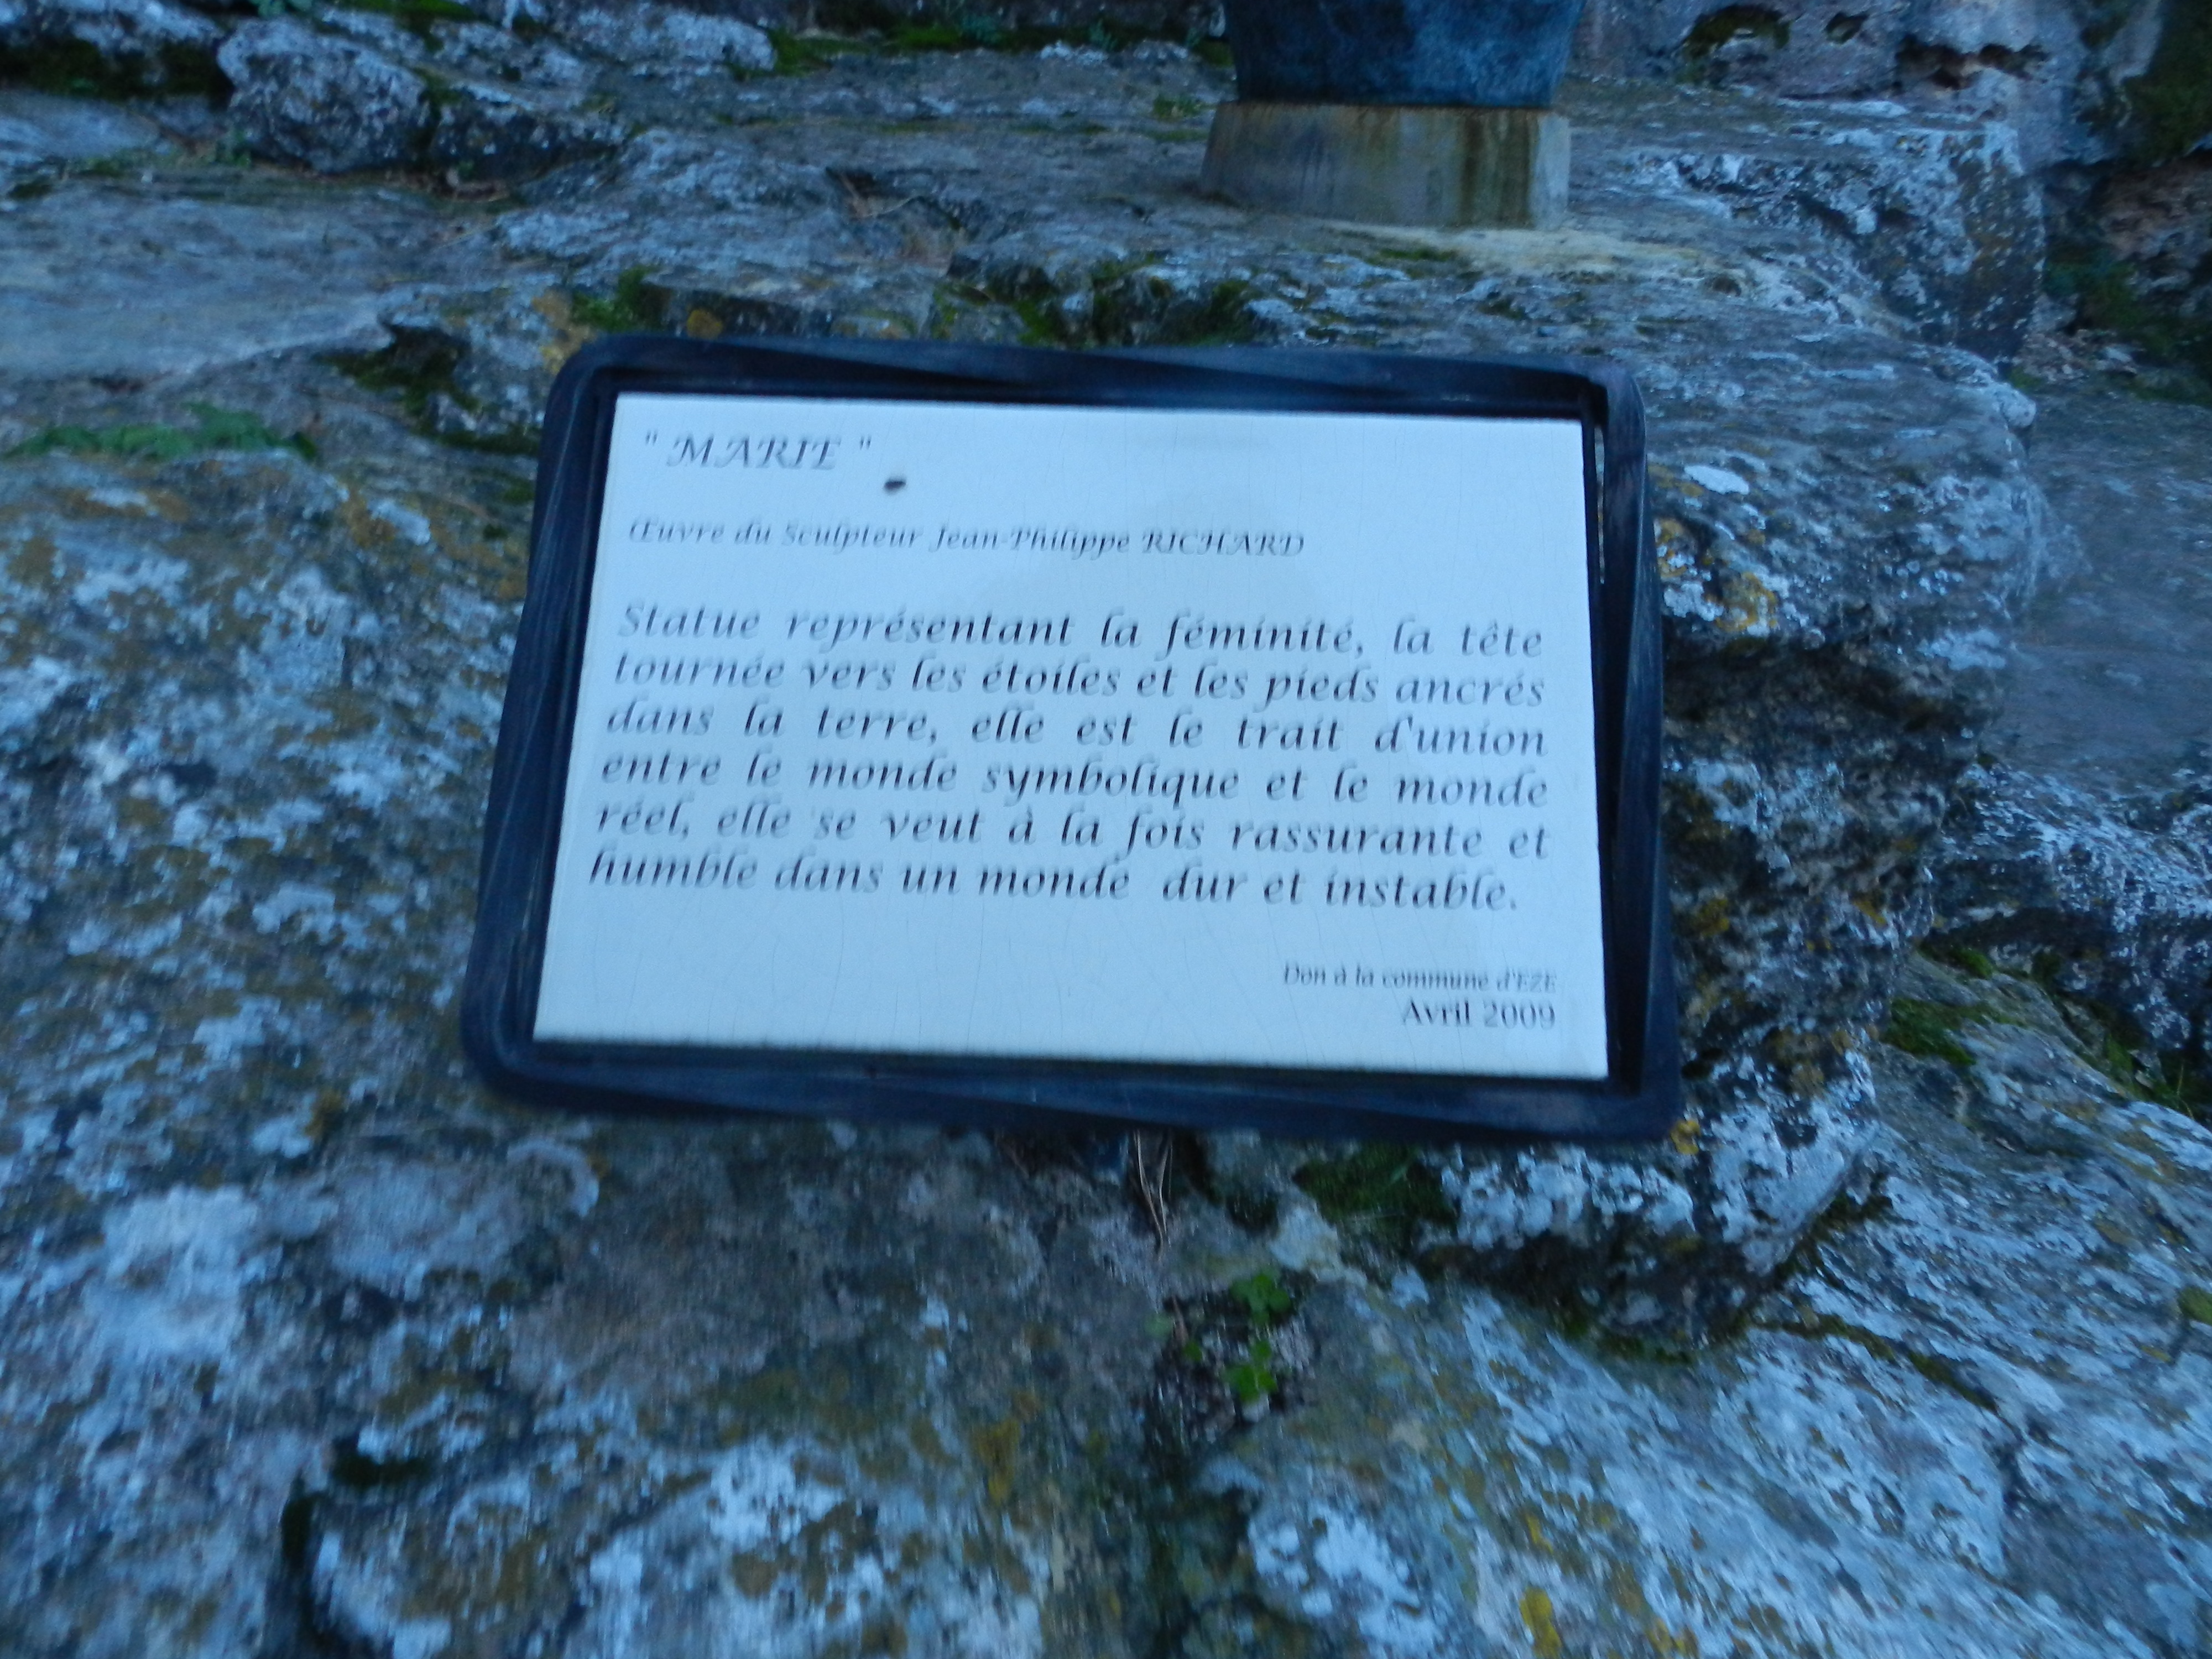 " MARIE "
Œuvre du Sculpteur Jean-Philippe RICHARD
Statue représentant la féminité, la tête
tournée vers les étoiles et les pieds ancrés
dans la terre, elle est le trait d'union
entre le monde symbolique et le monde
réel, elle se veut à la fois rassurante et
humble dans un monde dur et instable.
Don à la commune d'EZE
Avril 2009